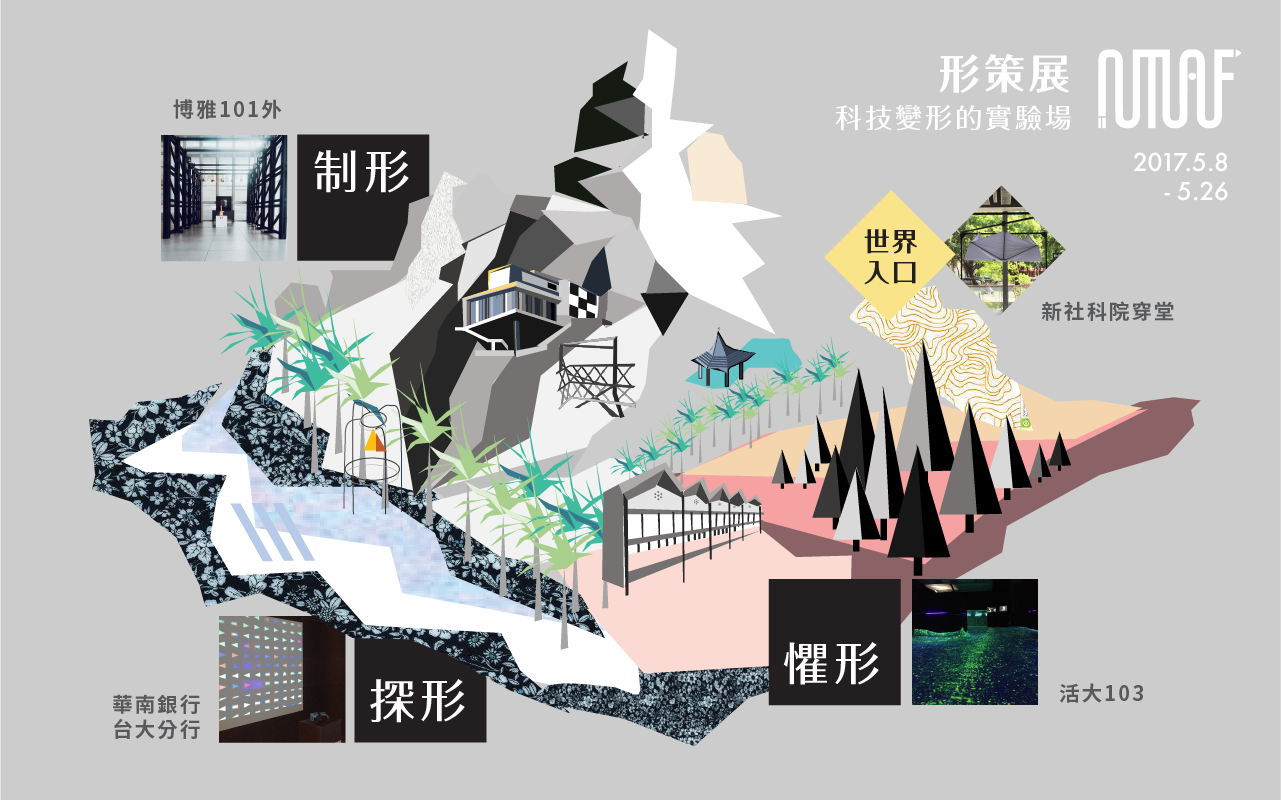 形策展
科技變形的實驗場
NTUAF
2017.5.8
- 5.26
博雅101外
制形
世界
入口
新社科院穿堂
探形
華南銀行
台大分行
懼形
活大103